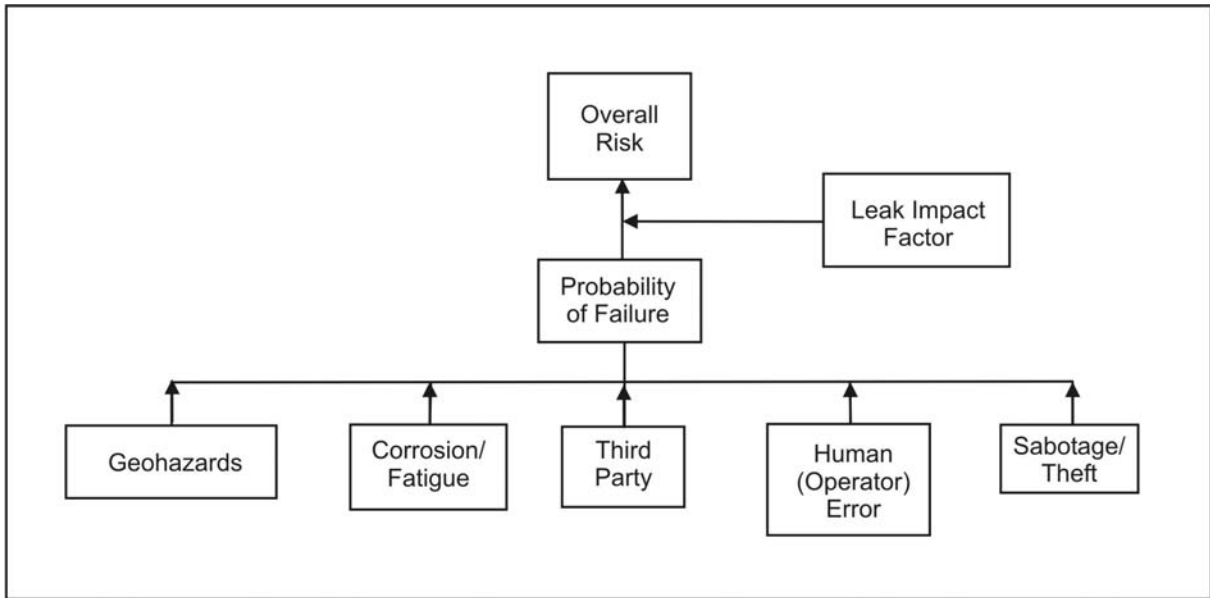 Overall
Risk
Leak Impact
Factor
Probability
of Failure
Geohazards
Corrosion/
Fatigue
Third
Party
Human
(Operator)
Error
Sabotage/
Theft